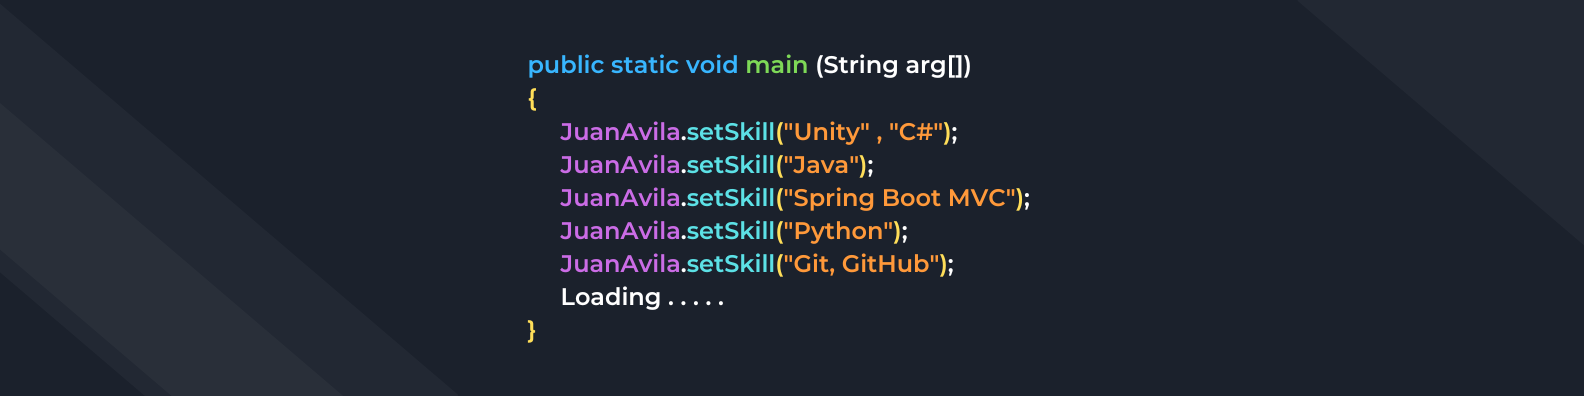 public static void main (String arg[])
{
JuanAvila.setSkill("Unity" , "C#");
JuanAvila.setSkill("Java");
JuanAvila.setSkill("Spring Boot MVC");
JuanAvila.setSkill("Python");
JuanAvila.setSkill("Git, GitHub");
Loading . . . . .
}